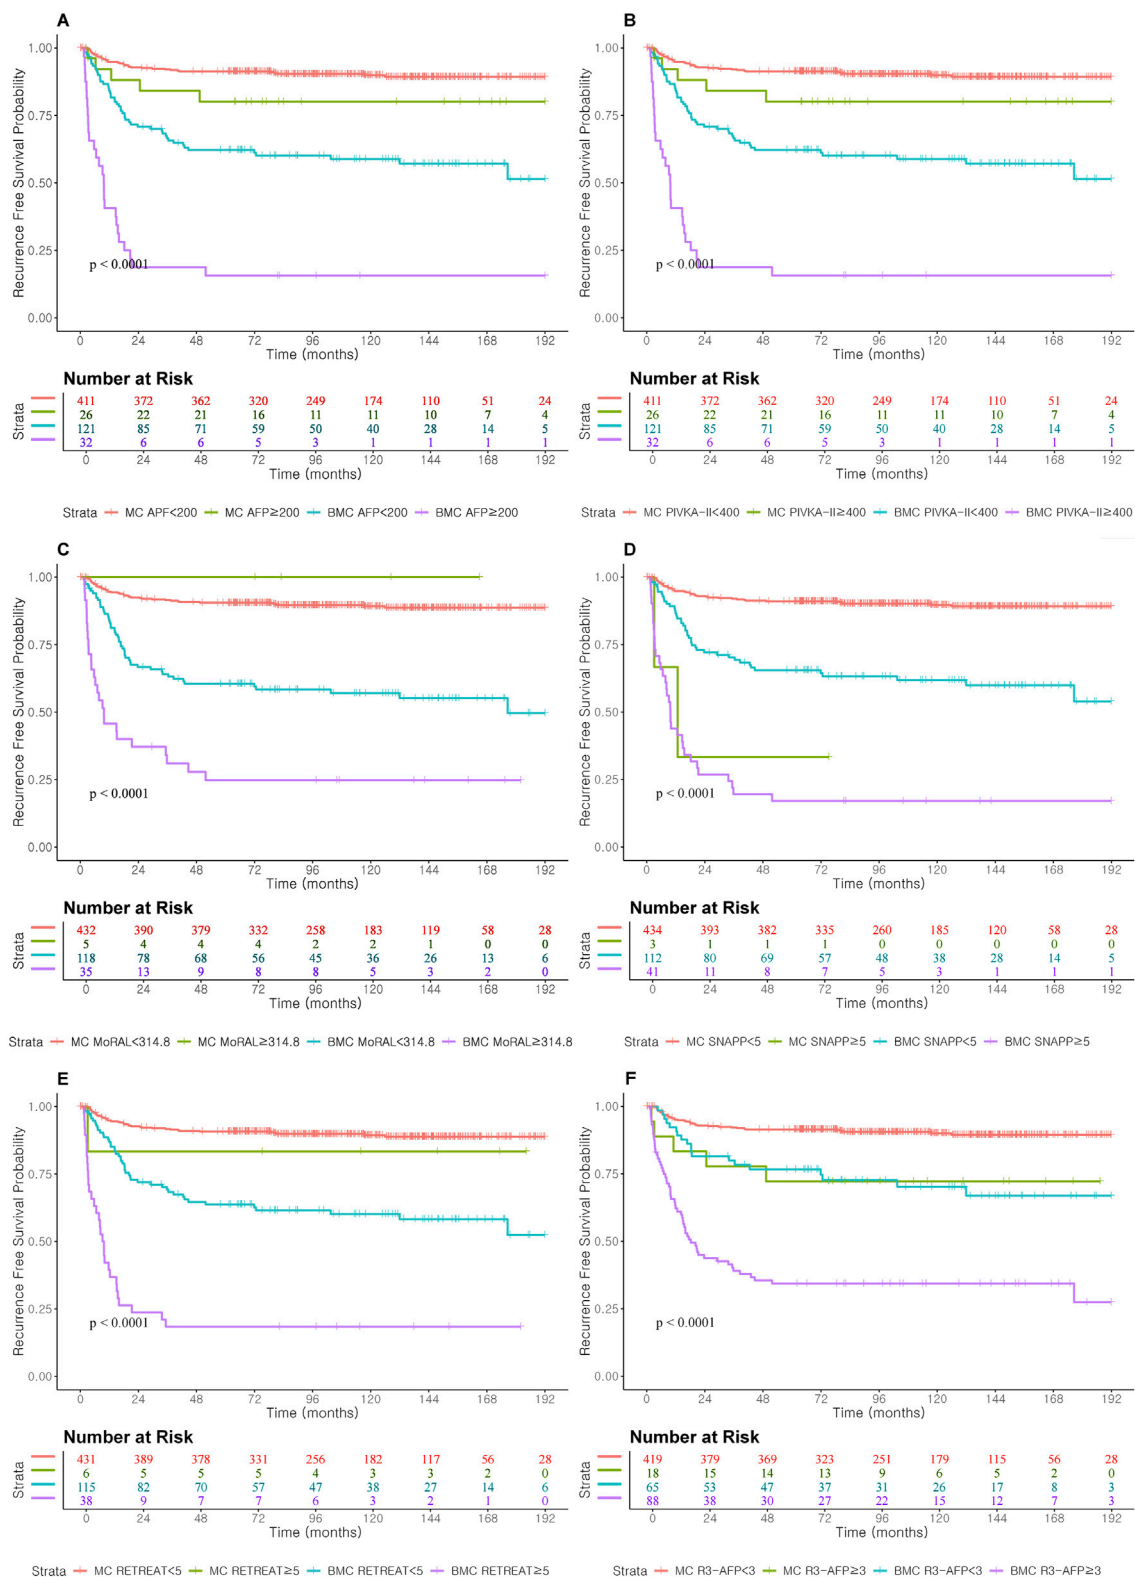 A
Recurrence Free Survival Probability
1.00
0.75
0.50
0.25
0.00
p < 0.0001
0 24 48 72 96 120 144 168 192
Time (months)
Number at Risk
Strata
411 372 362 320 249 174 110 51 24
26 22 21 16 11 11 10 7 4
121 85 71 59 50 40 28 14 5
32 6 6 5 3 1 1 1 1
0 24 48 72 96 120 144 168 192
Time (months)
Strata MC APF<200 MC AFP≥200 BMC AFP<200 BMC AFP≥200
B
Recurrence Free Survival Probability
1.00
0.75
0.50
0.25
0.00
p < 0.0001
0 24 48 72 96 120 144 168 192
Time (months)
Number at Risk
Strata
411 372 362 320 249 174 110 51 24
26 22 21 16 11 11 10 7 4
121 85 71 59 50 40 28 14 5
32 6 6 5 3 1 1 1 1
0 24 48 72 96 120 144 168 192
Time (months)
Strata MC PIVKA-II<400 MC PIVKA-II≥400 BMC PIVKA-II<400 BMC PIVKA-II≥400
C
Recurrence Free Survival Probability
1.00
0.75
0.50
0.25
0.00
p < 0.0001
0 24 48 72 96 120 144 168 192
Time (months)
Number at Risk
Strata
432 390 379 332 258 183 119 58 28
5 4 4 4 2 2 1 0 0
118 78 68 56 45 36 26 13 6
35 13 9 8 8 5 3 2 0
0 24 48 72 96 120 144 168 192
Time (months)
Strata MC MoRAL<314.8 MC MoRAL≥314.8 BMC MoRAL<314.8 BMC MoRAL≥314.8
D
Recurrence Free Survival Probability
1.00
0.75
0.50
0.25
0.00
p < 0.0001
0 24 48 72 96 120 144 168 192
Time (months)
Number at Risk
Strata
434 393 382 335 260 185 120 58 28
3 1 1 1 0 0 0 0 0
112 80 69 57 48 38 28 14 5
41 11 8 7 5 3 1 1 1
0 24 48 72 96 120 144 168 192
Time (months)
Strata MC SNAPP<5 MC SNAPP≥5 BMC SNAPP<5 BMC SNAPP≥5
E
Recurrence Free Survival Probability
1.00
0.75
0.50
0.25
0.00
p < 0.0001
0 24 48 72 96 120 144 168 192
Time (months)
Number at Risk
Strata
431 389 378 331 256 182 117 56 28
6 5 5 5 4 3 3 2 0
115 82 70 57 47 38 27 14 6
38 9 7 7 6 3 2 1 0
0 24 48 72 96 120 144 168 192
Time (months)
Strata MC RETREAT<5 MC RETREAT≥5 BMC RETREAT<5 BMC RETREAT≥5
F
Recurrence Free Survival Probability
1.00
0.75
0.50
0.25
0.00
p < 0.0001
0 24 48 72 96 120 144 168 192
Time (months)
Number at Risk
Strata
419 379 369 323 251 179 115 56 28
18 15 14 13 9 6 5 2 0
65 53 47 37 31 26 17 8 3
88 38 30 27 22 15 12 7 3
0 24 48 72 96 120 144 168 192
Time (months)
Strata MC R3-AFP<3 MC R3-AFP≥3 BMC R3-AFP<3 BMC R3-AFP≥3